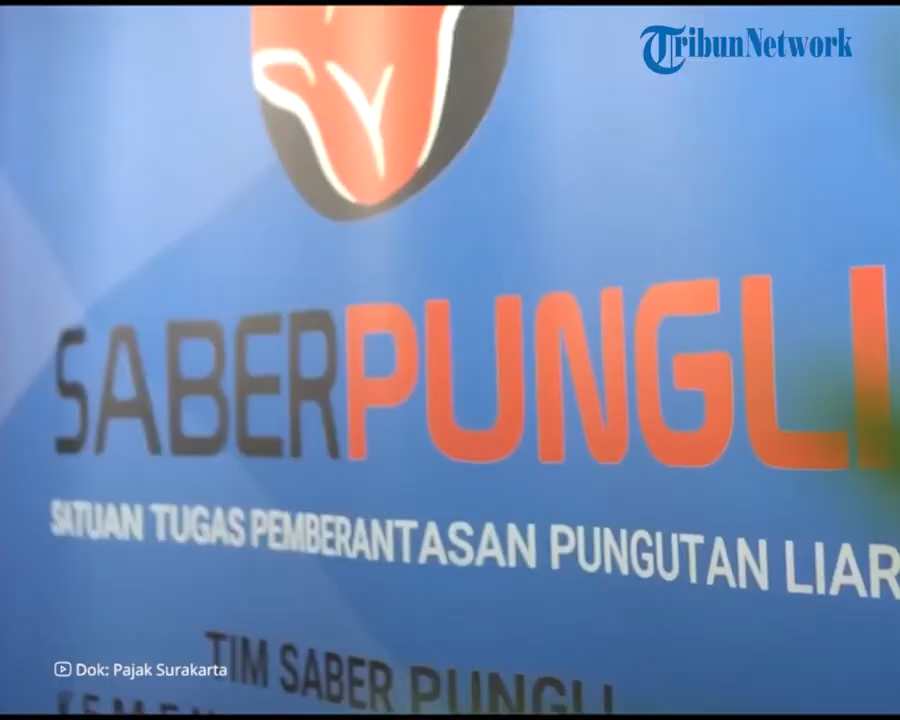 TribunNetwork
SABERPUNGLI
SATUAN TUGAS PEMBERANTASAN PUNGUTAN LIAR
TIM SABER PUNGLI
Dok: Pajak Surakarta